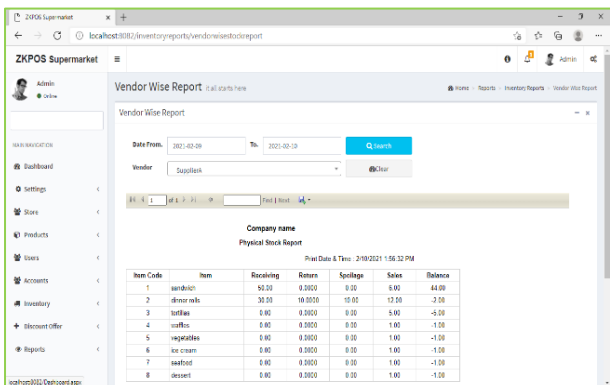 ZKPOS Supermarket
localhost:8082/inventoryreports/vendorwisestockreport
ZKPOS Supermarket
0
Admin
Admin
Online
Vendor Wise Report It all starts here
Home > Reports > Inventory Reports > Vendor Wise Report
Vendor Wise Report
MAIN NAVIGATION
Dashboard
Settings
Store
Products
Users
Accounts
Inventory
Discount Offer
Reports
Date From. 2021-02-09 To. 2021-02-10 Search
Vendor SupplierA Clear
1 of 1 Find | Next
Company name
Physical Stock Report
Print Date & Time : 2/10/2021 1:56:32 PM
Item Code Item Receiving Return Spoilage Sales Balance
1 sandwich 50.00 0.0000 0.00 6.00 44.00
2 dinner rolls 30.00 10.0000 10.00 12.00 -2.00
3 tortillas 0.00 0.0000 0.00 5.00 -5.00
4 waffles 0.00 0.0000 0.00 1.00 -1.00
5 vegetables 0.00 0.0000 0.00 1.00 -1.00
6 ice cream 0.00 0.0000 0.00 1.00 -1.00
7 seafood 0.00 0.0000 0.00 1.00 -1.00
8 dessert 0.00 0.0000 0.00 1.00 -1.00
localhost:8082/Dashboard.aspx